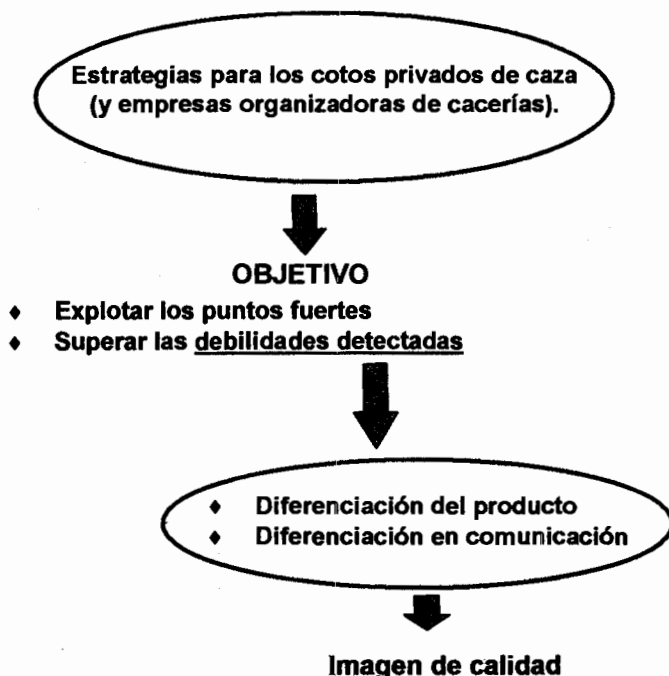 Estrategias para los cotos privados de caza
(y empresas organizadoras de cacerías).
OBJETIVO
♦ Explotar los puntos fuertes
♦ Superar las debilidades detectadas
♦ Diferenciación del producto
♦ Diferenciación en comunicación
Imagen de calidad